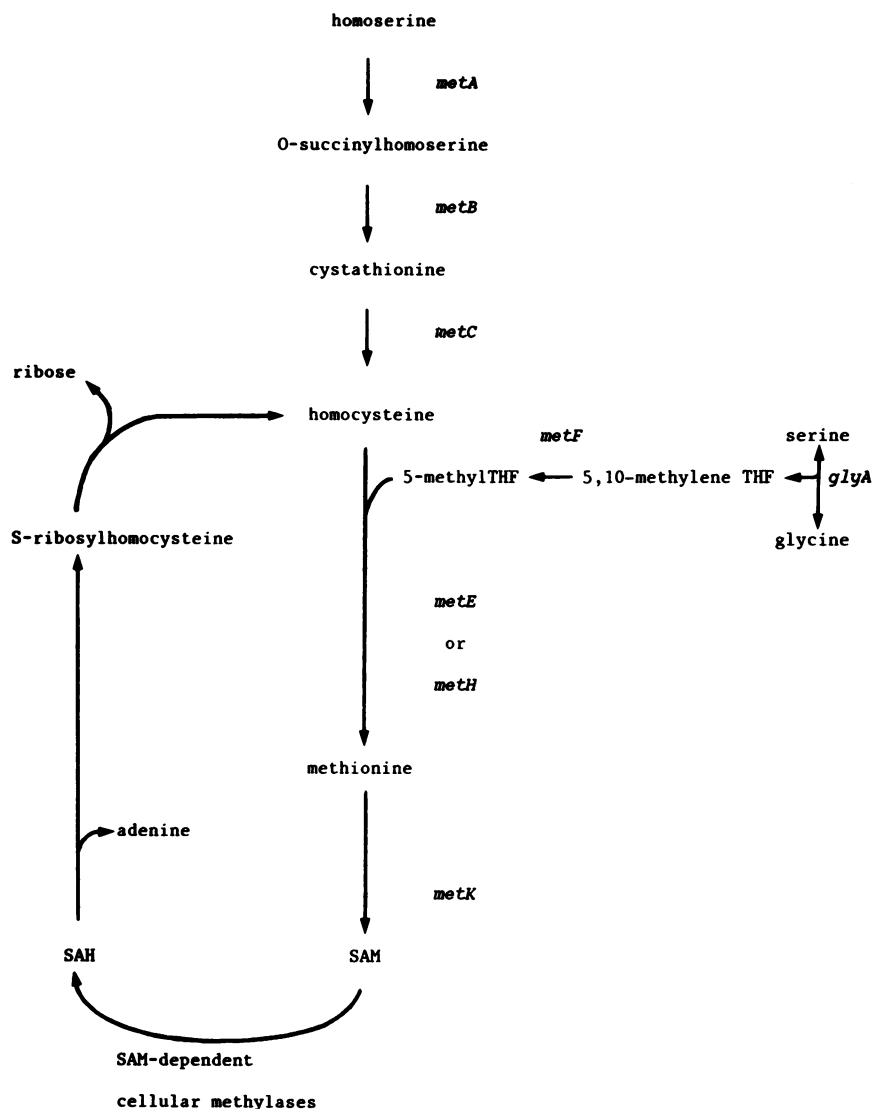 homoserine
metA
O-succinylhomoserine
metB
cystathionine
metC
ribose
homocysteine
metF
serine
5-methylTHF
5,10-methylene THF
glyA
S-ribosylhomocysteine
glycine
metE
or
metH
methionine
adenine
metK
SAH
SAM
SAM-dependent
cellular methylases